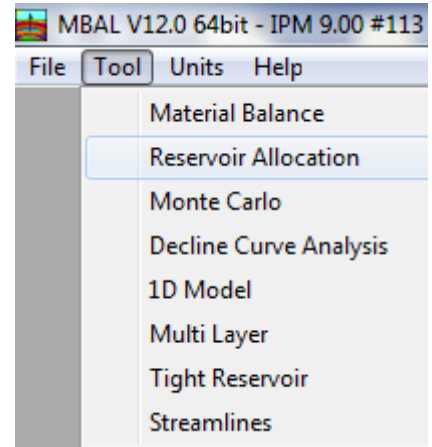 MBAL V12.0 64bit - IPM 9.00 #113
File Tool Units Help
Material Balance
Reservoir Allocation
Monte Carlo
Decline Curve Analysis
1D Model
Multi Layer
Tight Reservoir
Streamlines